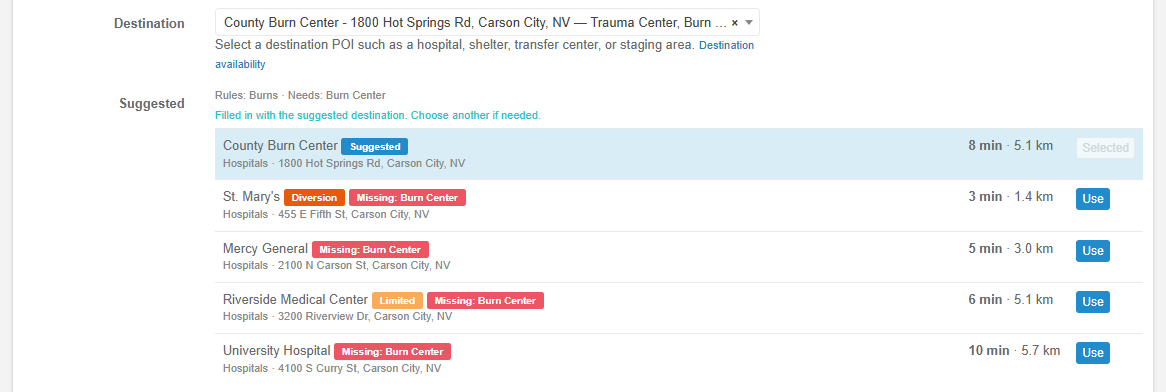 Destination
County Burn Center - 1800 Hot Springs Rd, Carson City, NV — Trauma Center, Burn ... ×
Select a destination POI such as a hospital, shelter, transfer center, or staging area. Destination
availability
Suggested
Rules: Burns · Needs: Burn Center
Filled in with the suggested destination. Choose another if needed.
County Burn Center Suggested 8 min · 5.1 km Selected
Hospitals · 1800 Hot Springs Rd, Carson City, NV
St. Mary's Diversion Missing: Burn Center 3 min · 1.4 km Use
Hospitals · 455 E Fifth St, Carson City, NV
Mercy General Missing: Burn Center 5 min · 3.0 km Use
Hospitals · 2100 N Carson St, Carson City, NV
Riverside Medical Center Limited Missing: Burn Center 6 min · 5.1 km Use
Hospitals · 3200 Riverview Dr, Carson City, NV
University Hospital Missing: Burn Center 10 min · 5.7 km Use
Hospitals · 4100 S Curry St, Carson City, NV